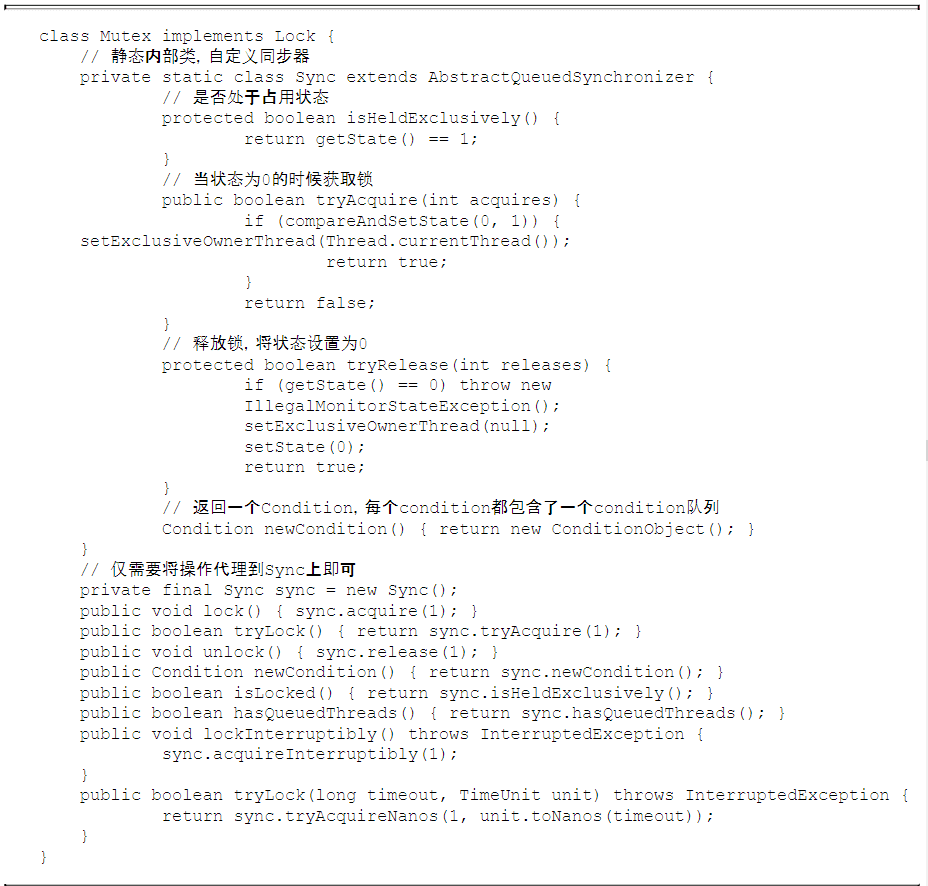 class Mutex implements Lock {
// 静态内部类，自定义同步器
private static class Sync extends AbstractQueuedSynchronizer {
// 是否处于占用状态
protected boolean isHeldExclusively() {
return getState() == 1;
}
// 当状态为0的时候获取锁
public boolean tryAcquire(int acquires) {
if (compareAndSetState(0, 1)) {
setExclusiveOwnerThread(Thread.currentThread());
return true;
}
return false;
}
// 释放锁，将状态设置为0
protected boolean tryRelease(int releases) {
if (getState() == 0) throw new
IllegalMonitorStateException();
setExclusiveOwnerThread(null);
setState(0);
return true;
}
// 返回一个Condition，每个condition都包含了一个condition队列
Condition newCondition() { return new ConditionObject(); }
}
// 仅需要将操作代理到Sync上即可
private final Sync sync = new Sync();
public void lock() { sync.acquire(1); }
public boolean tryLock() { return sync.tryAcquire(1); }
public void unlock() { sync.release(1); }
public Condition newCondition() { return sync.newCondition(); }
public boolean isLocked() { return sync.isHeldExclusively(); }
public boolean hasQueuedThreads() { return sync.hasQueuedThreads(); }
public void lockInterruptibly() throws InterruptedException {
sync.acquireInterruptibly(1);
}
public boolean tryLock(long timeout, TimeUnit unit) throws InterruptedException {
return sync.tryAcquireNanos(1, unit.toNanos(timeout));
}
}